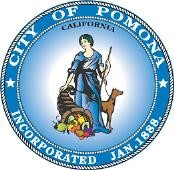 CITY OF POMONA
CALIFORNIA
INCORPORATED JAN. 1888.